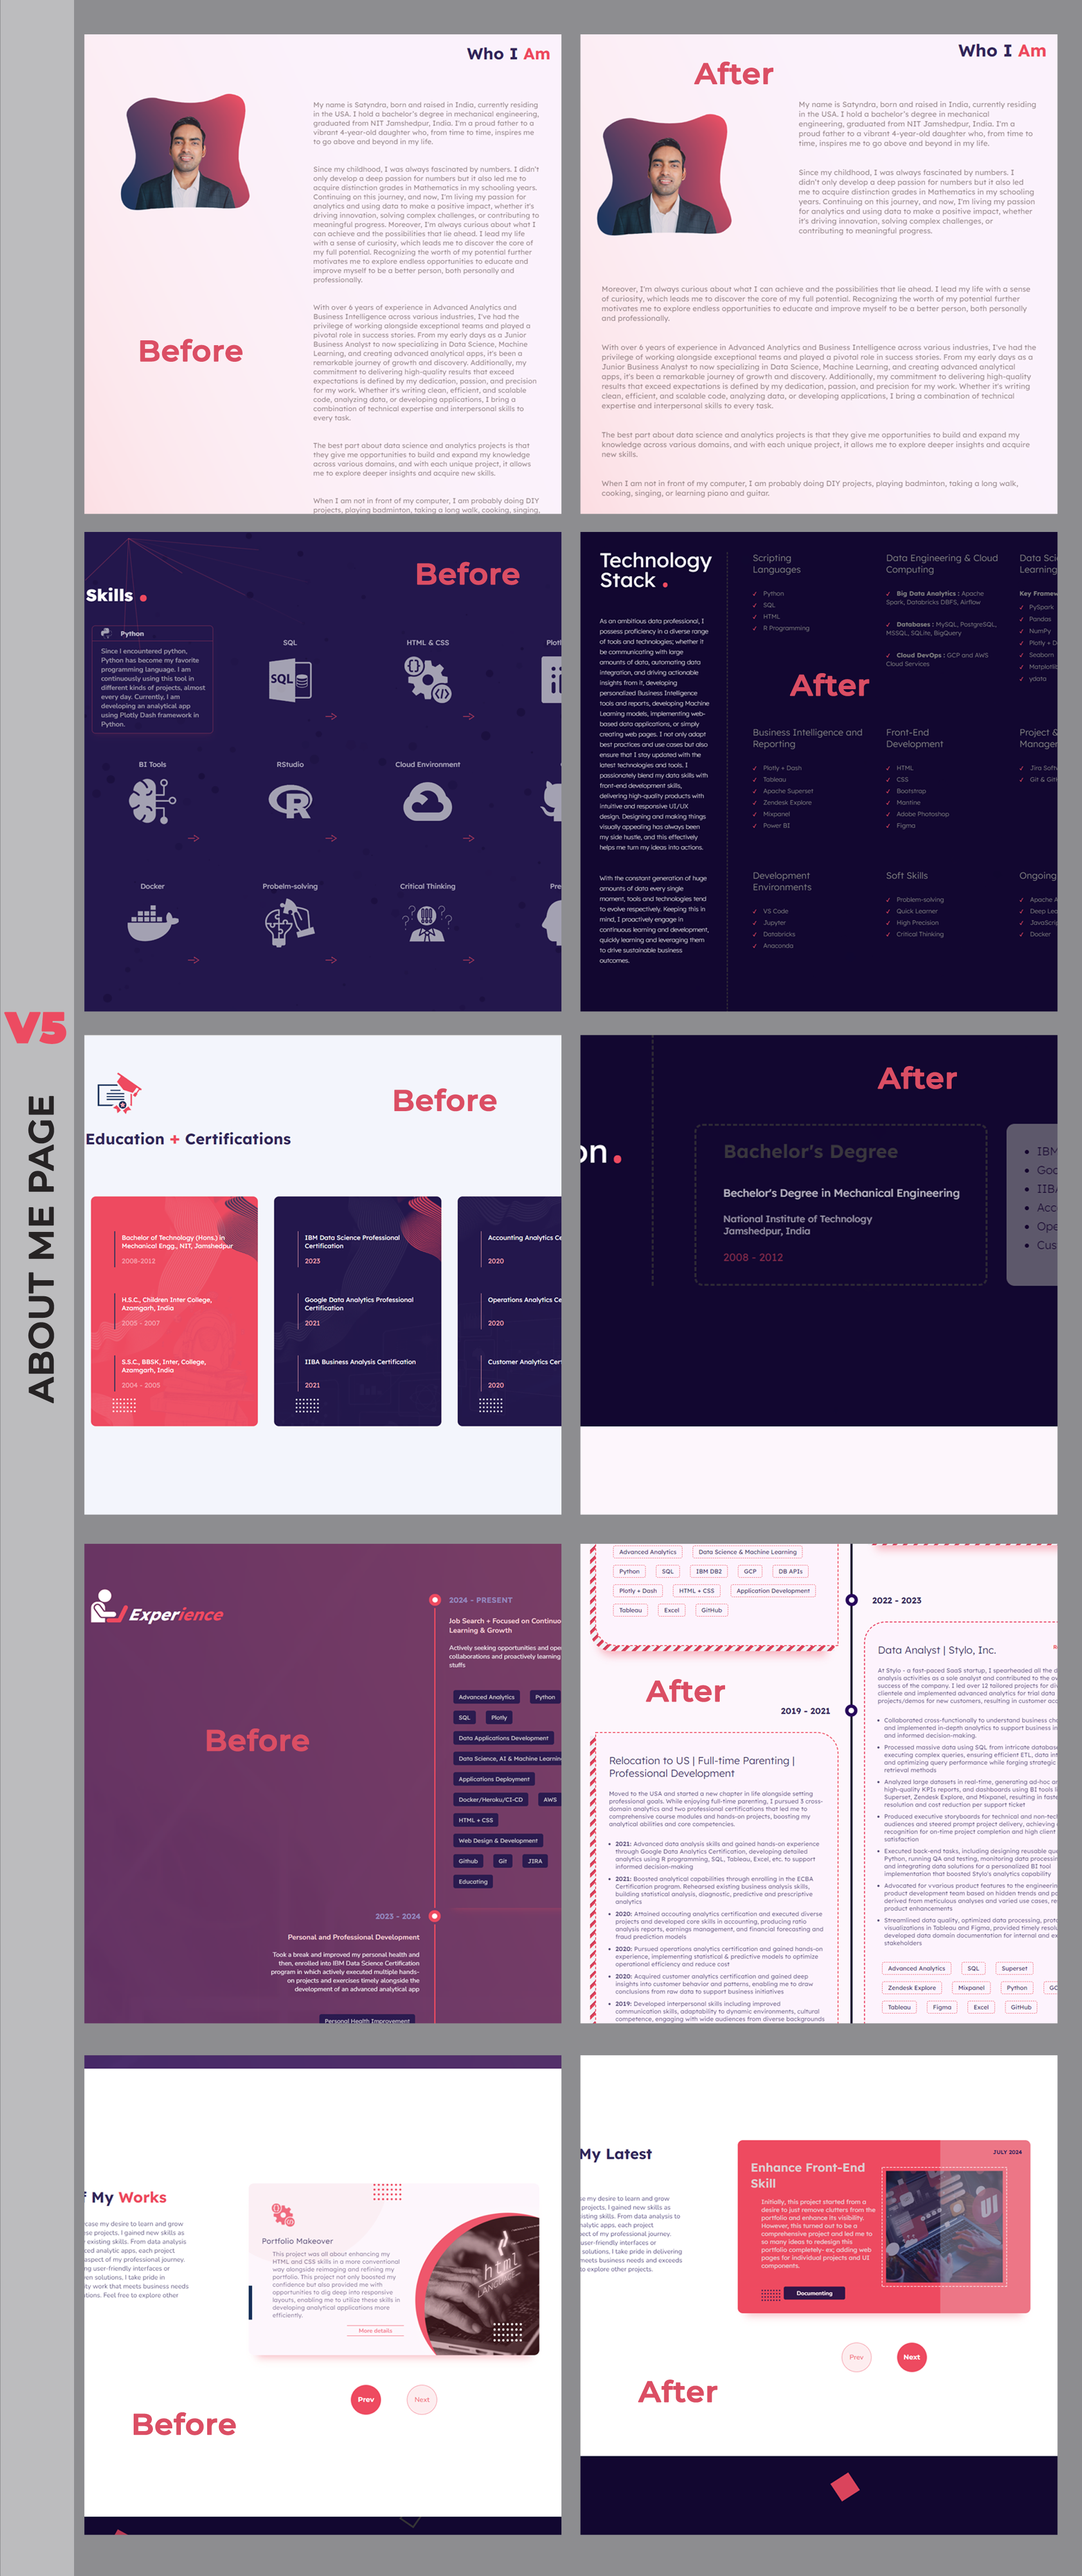 V5
ABOUT ME PAGE
Who I Am
My name is Satyndra, born and raised in India, currently residing
in the USA. I hold a bachelor's degree in mechanical engineering,
graduated from NIT Jamshedpur, India. I'm a proud father to a
vibrant 4-year-old daughter who, from time to time, inspires me
to go above and beyond in my life.
Since my childhood, I was always fascinated by numbers. I didn't
only develop a deep passion for numbers but it also led me to
acquire distinction grades in Mathematics in my schooling years.
Continuing on this journey, and now, I'm living my passion for
analytics and using data to make a positive impact, whether it's
driving innovation, solving complex challenges, or contributing to
meaningful progress. Moreover, I'm always curious about what I
can achieve and the possibilities that lie ahead. I lead my life
with a sense of curiosity, which leads me to discover the core of
my full potential. Recognizing the worth of my potential further
motivates me to explore endless opportunities to educate and
improve myself to be a better person, both personally and
professionally.
With over 6 years of experience in Advanced Analytics and
Business Intelligence across various industries, I've had the
privilege of working alongside exceptional teams and played a
pivotal role in success stories. From my early days as a Junior
Business Analyst to now specializing in Data Science, Machine
Learning, and creating advanced analytical apps, it's been a
remarkable journey of growth and discovery. Additionally, my
commitment to delivering high-quality results that exceed
expectations is defined by my dedication, passion, and precision
for my work. Whether it's writing clean, efficient, and scalable
code, analyzing data, or developing applications, I bring a
combination of technical expertise and interpersonal skills to
every task.
The best part about data science and analytics projects is that
they give me opportunities to build and expand my knowledge
across various domains, and with each unique project, it allows
me to explore deeper insights and acquire new skills.
When I am not in front of my computer, I am probably doing DIY
projects, playing badminton, taking a long walk, cooking, singing,
Before
Who I Am
After
My name is Satyndra, born and raised in India, currently residing
in the USA. I hold a bachelor's degree in mechanical
engineering, graduated from NIT Jamshedpur, India. I'm a
proud father to a vibrant 4-year-old daughter who, from time to
time, inspires me to go above and beyond in my life.
Since my childhood, I was always fascinated by numbers. I
didn't only develop a deep passion for numbers but it also led
me to acquire distinction grades in Mathematics in my schooling
years. Continuing on this journey, and now, I'm living my passion
for analytics and using data to make a positive impact, whether
it's driving innovation, solving complex challenges, or
contributing to meaningful progress.
Moreover, I'm always curious about what I can achieve and the possibilities that lie ahead. I lead my life with a sense
of curiosity, which leads me to discover the core of my full potential. Recognizing the worth of my potential further
motivates me to explore endless opportunities to educate and improve myself to be a better person, both personally
and professionally.
With over 6 years of experience in Advanced Analytics and Business Intelligence across various industries, I've had the
privilege of working alongside exceptional teams and played a pivotal role in success stories. From my early days as a
Junior Business Analyst to now specializing in Data Science, Machine Learning, and creating advanced analytical
apps, it's been a remarkable journey of growth and discovery. Additionally, my commitment to delivering high-quality
results that exceed expectations is defined by my dedication, passion, and precision for my work. Whether it's writing
clean, efficient, and scalable code, analyzing data, or developing applications, I bring a combination of technical
expertise and interpersonal skills to every task.
The best part about data science and analytics projects is that they give me opportunities to build and expand my
knowledge across various domains, and with each unique project, it allows me to explore deeper insights and acquire
new skills.
When I am not in front of my computer, I am probably doing DIY projects, playing badminton, taking a long walk,
cooking, singing, or learning piano and guitar.
Before
Skills .
Python
Since I encountered python,
Python has become my favorite
programming language. I am
continuously using this tool in
different kinds of projects, almost
every day. Currently, I am
developing an analytical app
using Plotly Dash framework in
Python.
SQL
SQL
HTML & CSS
Plotl
BI Tools
RStudio
R
Cloud Environment
Docker
Probelm-solving
Critical Thinking
Pre
Technology
Stack .
As an ambitious data professional, I
possess proficiency in a diverse range
of tools and technologies; whether it
be communicating with large
amounts of data, automating data
integration, and driving actionable
insights from it, developing
personalized Business Intelligence
tools and reports, developing Machine
Learning models, implementing web-
based data applications, or simply
creating web pages. I not only adapt
best practices and use cases but also
ensure that I stay updated with the
latest technologies and tools. I
passionately blend my data skills with
front-end development skills,
delivering high-quality products with
intuitive and responsive UI/UX
design. Designing and making things
visually appealing has always been
my side hustle, and this effectively
helps me turn my ideas into actions.
With the constant generation of huge
amounts of data every single
moment, tools and technologies tend
to evolve respectively. Keeping this in
mind, I proactively engage in
continuous learning and development,
quickly learning and leveraging them
to drive sustainable business
outcomes.
Scripting
Languages
Python
SQL
HTML
R Programming
Data Engineering & Cloud
Computing
Big Data Analytics : Apache
Spark, Databricks DBFS, Airflow
Databases : MySQL, PostgreSQL,
MSSQL, SQLite, BigQuery
Cloud DevOps : GCP and AWS
Cloud Services
Data Sci
Learning
Key Framew
PySpark
Pandas
NumPy
Plotly + D
Seaborn
Matplotli
ydata
After
Business Intelligence and
Reporting
Plotly + Dash
Tableau
Apache Superset
Zendesk Explore
Mixpanel
Power BI
Front-End
Development
HTML
CSS
Bootstrap
Mantine
Adobe Photoshop
Figma
Project &
Manager
Jira Softw
Git & GitH
Development
Environments
VS Code
Jupyter
Databricks
Anaconda
Soft Skills
Problem-solving
Quick Learner
High Precision
Critical Thinking
Ongoing
Apache A
Deep Lea
JavaScrip
Docker
Before
Education + Certifications
Bachelor of Technology (Hons.) in
Mechanical Engg., NIT, Jamshedpur
2008-2012
H.S.C., Children Inter College,
Azamgarh, India
2005 - 2007
S.S.C., BBSK, Inter, College,
Azamgarh, India
2004 - 2005
IBM Data Science Professional
Certification
2023
Google Data Analytics Professional
Certification
2021
IIBA Business Analysis Certification
2021
Accounting Analytics Ce
2020
Operations Analytics Ce
2020
Customer Analytics Cer
2020
After
on .
Bachelor's Degree
Bechelor's Degree in Mechanical Engineering
National Institute of Technology
Jamshedpur, India
2008 - 2012
IBM
Goo
IIBA
Acc
Ope
Cus
Experience
Before
2024 - PRESENT
Job Search + Focused on Continuo
Learning & Growth
Actively seeking opportunities and ope
collaborations and proactively learning
stuffs
Advanced Analytics
Python
SQL
Plotly
Data Applications Development
Data Science, AI & Machine Learnin
Applications Deployment
Docker/Heroku/CI-CD
AWS
HTML + CSS
Web Design & Development
Github
Git
JIRA
Educating
2023 - 2024
Personal and Professional Development
Took a break and improved my personal health and
then, enrolled into IBM Data Science Certification
program in which actively executed multiple hands-
on projects and exercises timely alongside the
development of an advanced analytical app
Personal Health Improvement
Advanced Analytics
Data Science & Machine Learning
Python
SQL
IBM DB2
GCP
DB APIs
Plotly + Dash
HTML + CSS
Application Development
Tableau
Excel
GitHub
After
2019 - 2021
Relocation to US | Full-time Parenting |
Professional Development
Moved to the USA and started a new chapter in life alongside setting
professional goals. While enjoying full-time parenting, I pursued 3 cross-
domain analytics and two professional certifications that led me to
comprehensive course modules and hands-on projects, boosting my
analytical abilities and core competencies.
2021: Advanced data analysis skills and gained hands-on experience
through Google Data Analytics Certification, developing detailed
analytics using R programming, SQL, Tableau, Excel, etc. to support
informed decision-making
2021: Boosted analytical capabilities through enrolling in the ECBA
Certification program. Rehearsed existing business analysis skills,
building statistical analysis, diagnostic, predictive and prescriptive
analytics
2020: Attained accouting analytics certification and executed diverse
projects and developed core skills in accounting, producing ratio
analysis reports, earnings management, and financial forecasting and
fraud prediction models
2020: Pursued operations analytics certification and gained hands-on
experience, implementing statistical & predictive models to optimize
operational efficiency and reduce cost
2020: Acquired customer analytics certification and gained deep
insights into customer behavior and patterns, enabling me to draw
conclusions from raw data to support business initiatives
2019: Developed interpersonal skills including improved
communication skills, adaptability to dynamic environments, cultural
competence, engaging with wide audiences from diverse backgrounds
2022 - 2023
Data Analyst | Stylo, Inc.
At Stylo - a fast-paced SaaS startup, I spearheaded all the d
analysis activities as a sole analyst and contributed to the ov
success of the company. I led over 12 tailored projects for di
clientele and implemented advanced analytics for trial data
projects/demos for new customers, resulting in customer acc
Collaborated cross-functionally to understand business cha
and implemented in-depth analytics to support business in
and informed decision-making.
Processed massive data using SQL from intricate databas
executing complex queries, ensuring efficient ETL, data int
and optimizing query performance while forging strategic
retrieval methods
Analyzed large datasets in real-time, generating ad-hoc ar
high-quality KPIs reports, and dashboards using BI tools li
Superset, Zendesk Explore, and Mixpanel, resulting in faste
resolution and cost reduction per support ticket
Produced executive storyboards for technical and non-tec
audiences and steered prompt project delivery, achieving c
recognition for on-time project completion and high client
satisfaction
Executed back-end tasks, including designing reusable qu
Python, running QA and testing, monitoring data processin
and integrating data solutions for a personalized BI tool
implementation that boosted Stylo's analytics capability
Advocated for vvarious product features to the engineerin
product development team based on hidden trends and pa
derived from meticulous analyses and varied use cases, re
product enhancements
Streamlined data quality, optimized data processing, proto
visualizations in Tableau and Figma, provided timely resolu
developed data domain documentation for internal and ex
stakeholders
Advanced Analytics
SQL
Superset
Zendesk Explore
Mixpanel
Python
GC
Tableau
Figma
Excel
GitHub
f My Works
case my desire to learn and grow
se projects, I gained new skills as
existing skills. From data analysis
d analytic apps, each project
aspect of my professional journey.
ng user-friendly interfaces or
en solutions, I take pride in
ty work that meets business needs
tions. Feel free to explore other
Portfolio Makeover
This project was all about enhancing my
HTML and CSS skills in a more conventional
way alongside reimaging and refining my
portfolio. This project not only boosted my
confidence but also provided me with
opportunities to dig deep into responsive
layouts, enabling me to utilize these skills in
developing analytical applications more
efficiently.
More details
html
Prev
Next
Before
My Latest
se my desire to learn and grow
projects, I gained new skills as
isting skills. From data analysis to
alytic apps, each project
ect of my professional journey.
user-friendly interfaces or
solutions, I take pride in delivering
meets business needs and exceeds
to explore other projects.
JULY 2024
Enhance Front-End
Skill
Initially, this project started from a
desire to just remove clutters from the
portfolio and enhance its visibility.
However, this turned out to be a
comprehensive project and led me to
so many ideas to redesign this
portfolio completely- ex; adding web
pages for individual projects and UI
components.
Documenting
Prev
Next
After